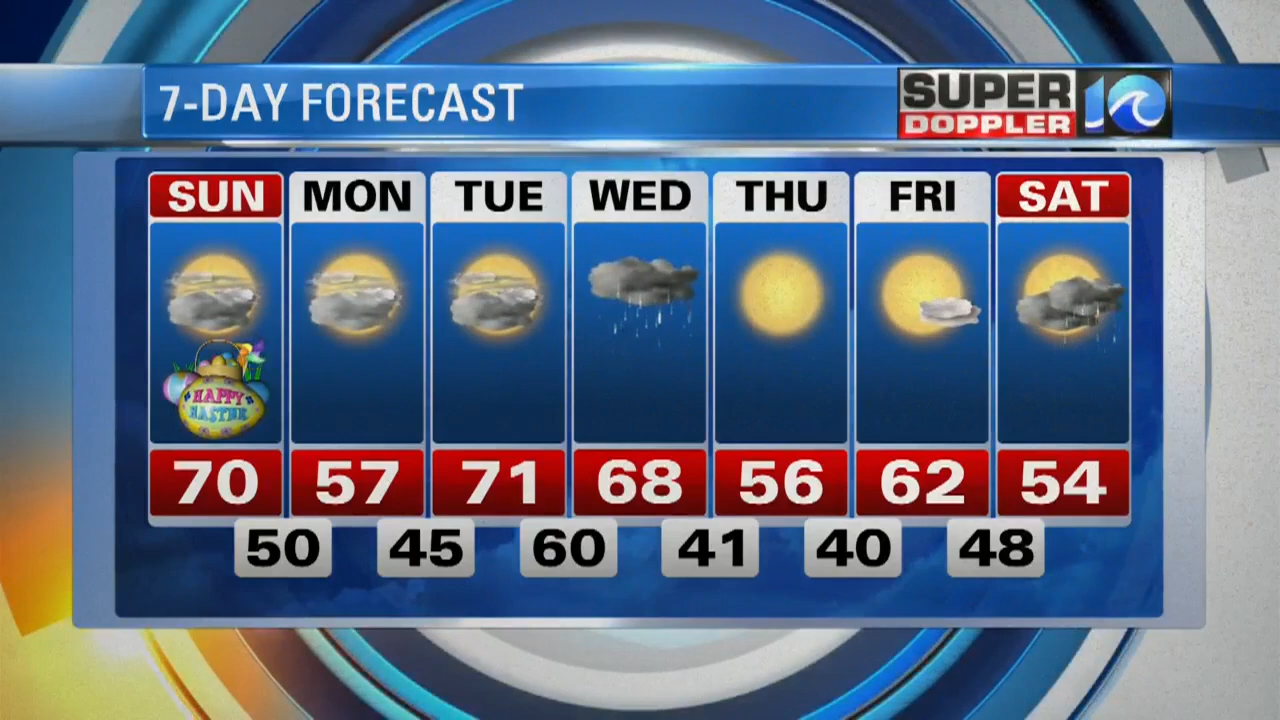 7-DAY FORECAST
SUPER
DOPPLER
10
SUN MON TUE WED THU FRI SAT
HAPPY
EASTER
70 57 71 68 56 62 54
50 45 60 41 40 48